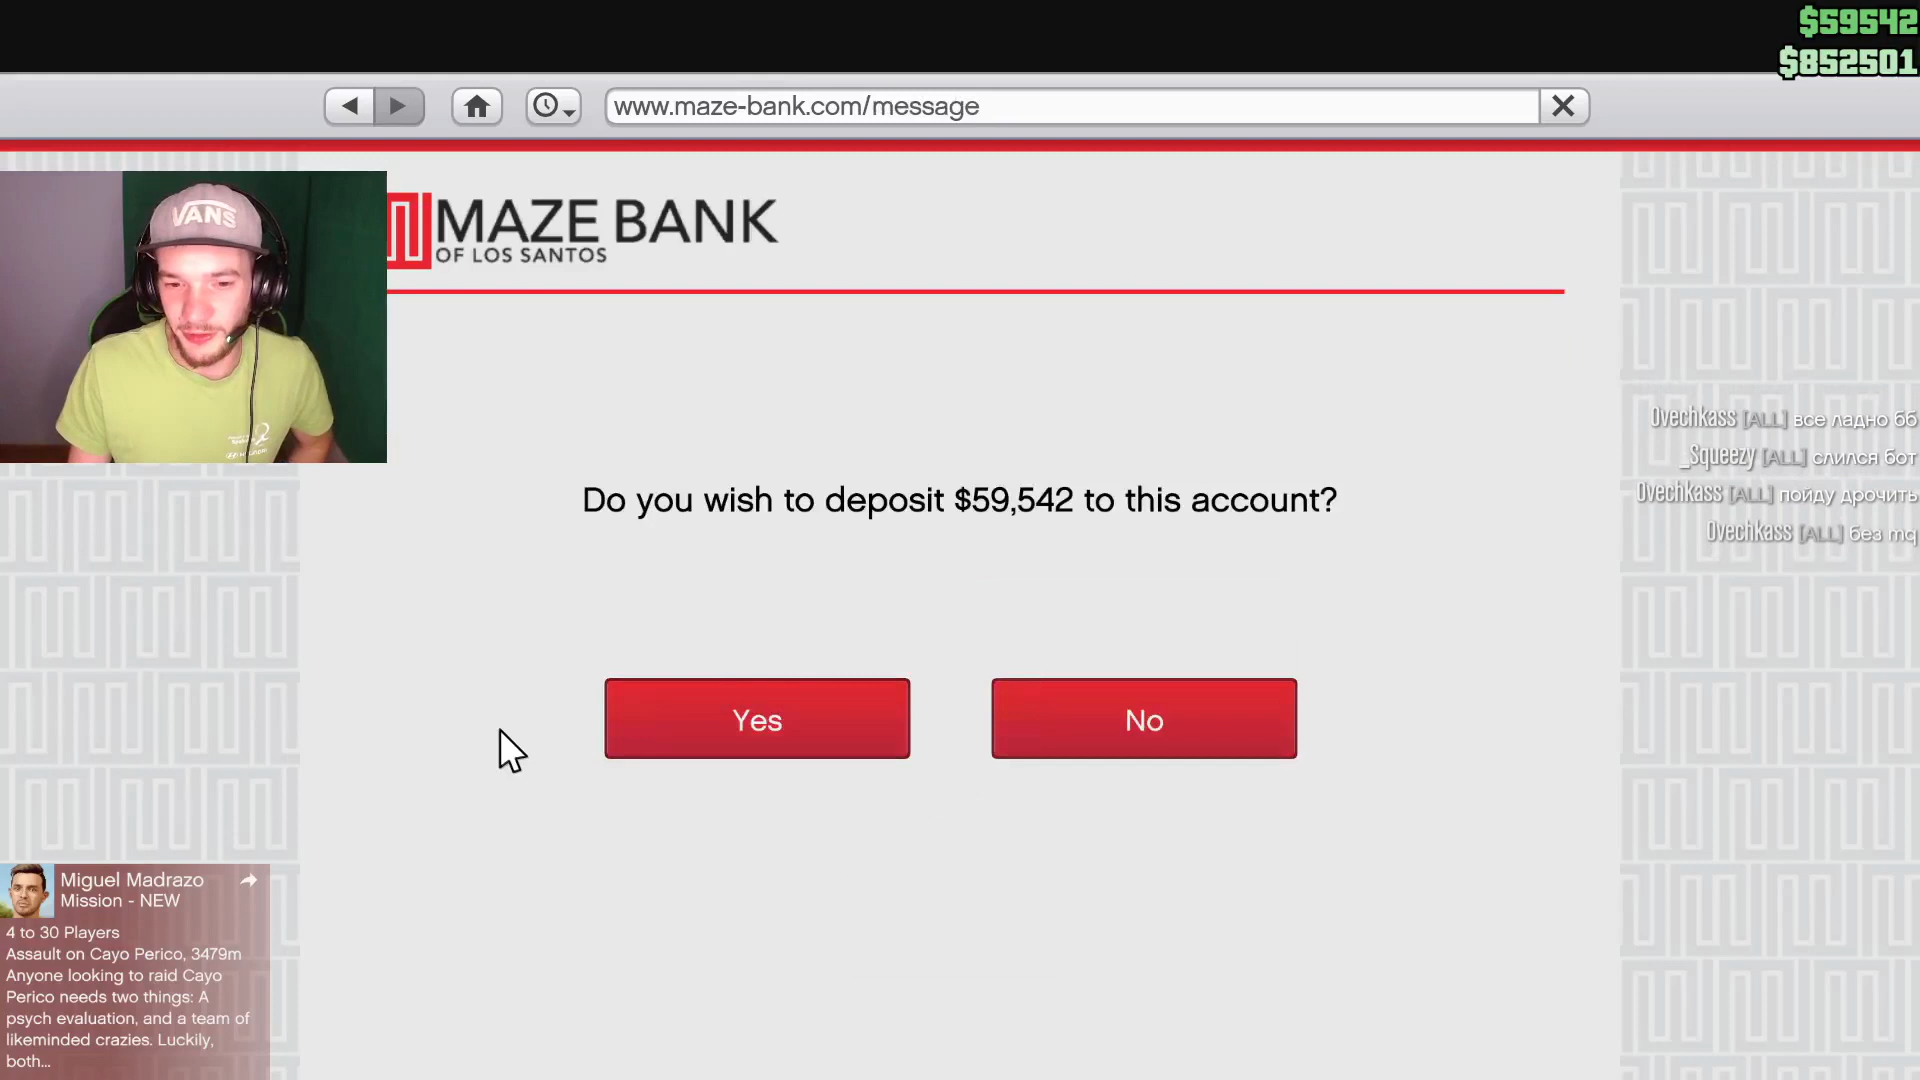 $59542
$852501
www.maze-bank.com/message
VANS
MAZE BANK
OF LOS SANTOS
Ovechkass [ALL] все ладно бб
_Squeezy [ALL] слился бот
Ovechkass [ALL] пойду дрочить
Ovechkass [ALL] без mq
Do you wish to deposit $59,542 to this account?
Yes
No
Miguel Madrazo
Mission - NEW
4 to 30 Players
Assault on Cayo Perico, 3479m
Anyone looking to raid Cayo
Perico needs two things: A
psych evaluation, and a team of
likeminded crazies. Luckily,
both...